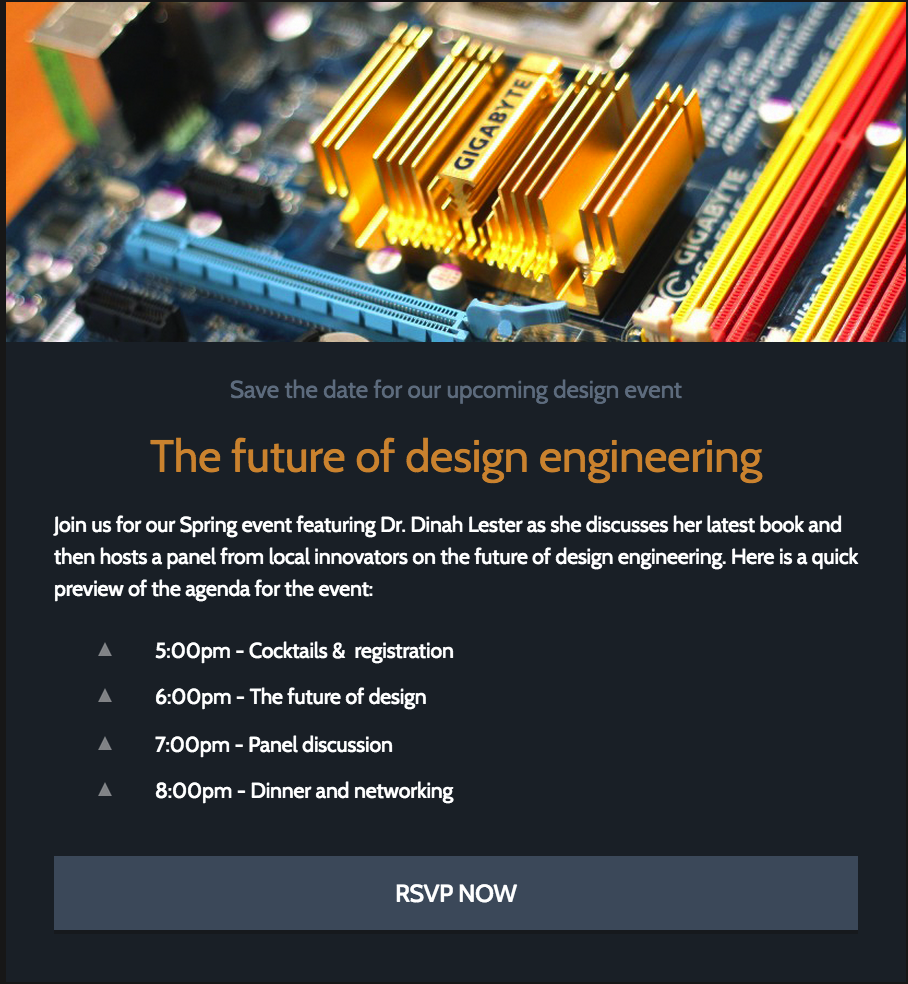 GIGABYTE
© GIGABYTE
Save the date for our upcoming design event
The future of design engineering
Join us for our Spring event featuring Dr. Dinah Lester as she discusses her latest book and
then hosts a panel from local innovators on the future of design engineering. Here is a quick
preview of the agenda for the event:
▲ 5:00pm - Cocktails &  registration
▲ 6:00pm - The future of design
▲ 7:00pm - Panel discussion
▲ 8:00pm - Dinner and networking
RSVP NOW